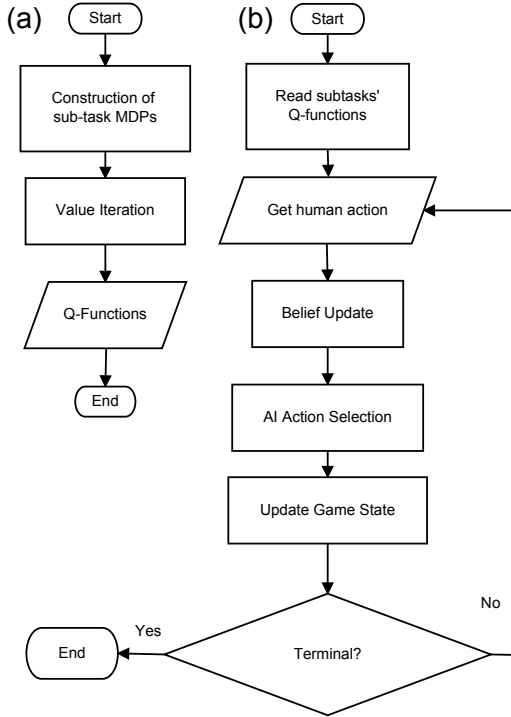 (a)
Start
Construction of
sub-task MDPs
Value Iteration
Q-Functions
End
(b)
Start
Read subtasks'
Q-functions
Get human action
Belief Update
AI Action Selection
Update Game State
Terminal?
Yes
No
End